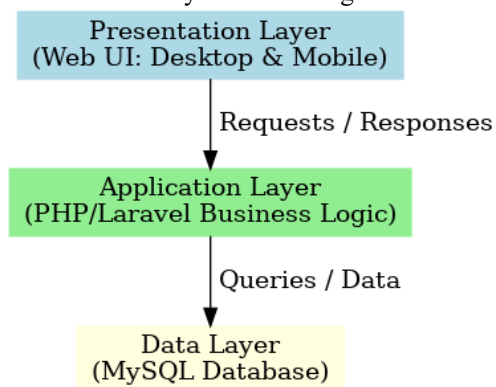 Presentation Layer
(Web UI: Desktop & Mobile)
Requests / Responses
Application Layer
(PHP/Laravel Business Logic)
Queries / Data
Data Layer
(MySQL Database)